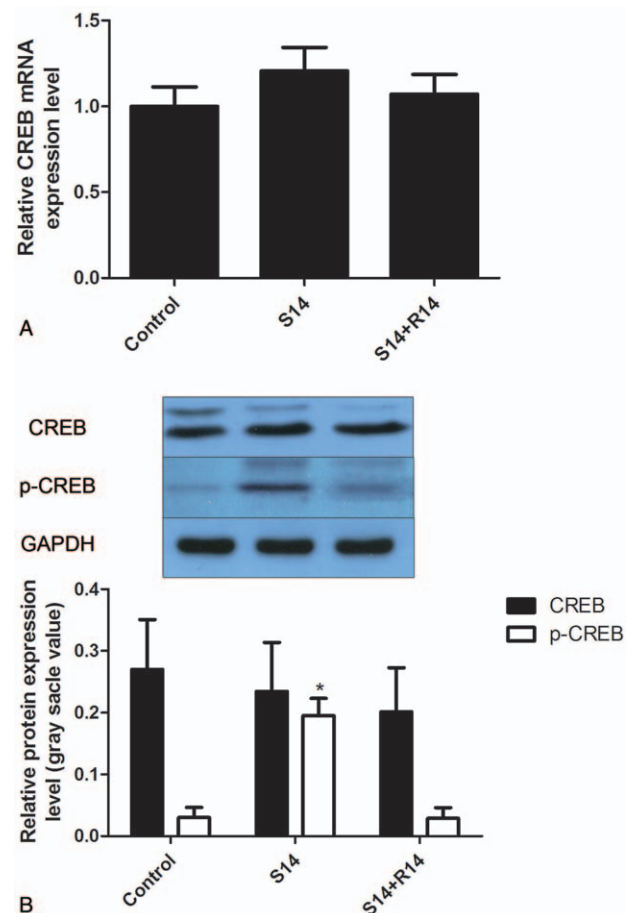 Relative CREB mRNA
expression level
1.5
1.0
0.5
0.0
Control
S14
S14+R14
A
CREB
p-CREB
GAPDH
Relative protein expression
level (gray sacle value)
0.4
0.3
0.2
0.1
0.0
*
CREB
p-CREB
Control
S14
S14+R14
B